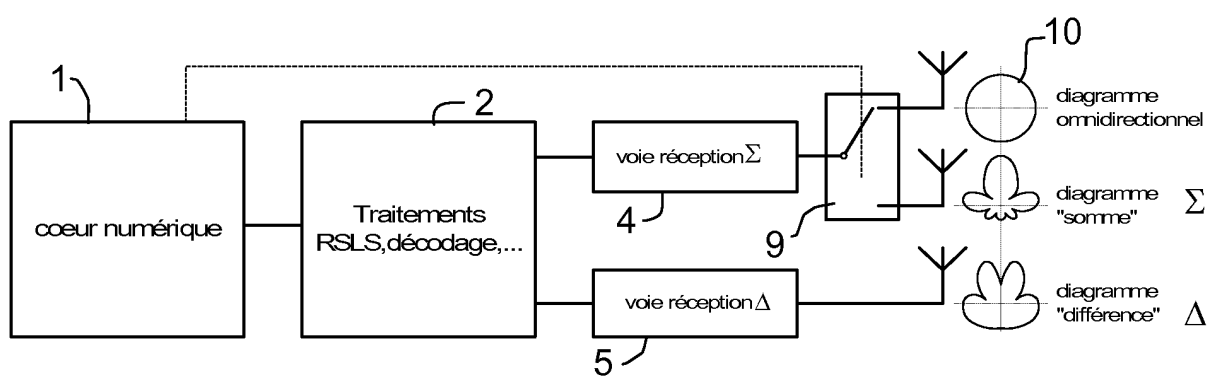 1
2
10
coeur numérique
Traitements
RSLS,décodage,...
voie réception Σ
4
voie réception Δ
5
9
diagramme
omnidirectionnel
diagramme
"somme"
Σ
diagramme
"différence"
Δ